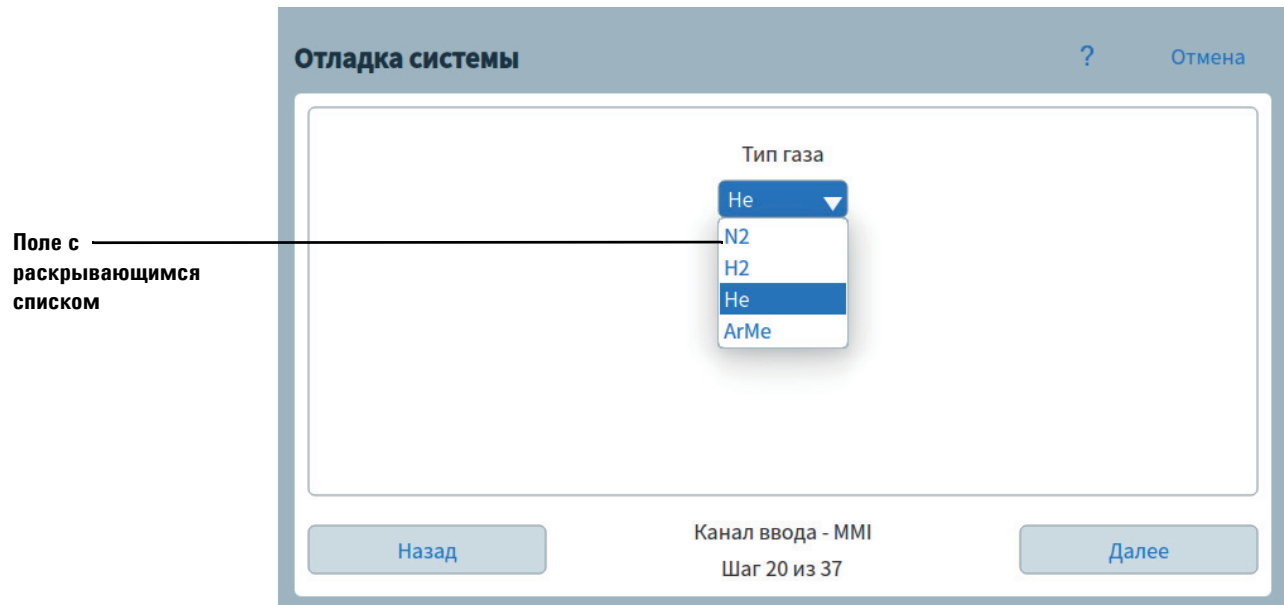 Отладка системы
?
Отмена
Тип газа
He
N2
H2
He
ArMe
Поле с
раскрывающимся
списком
Назад
Канал ввода - MMI
Шаг 20 из 37
Далее